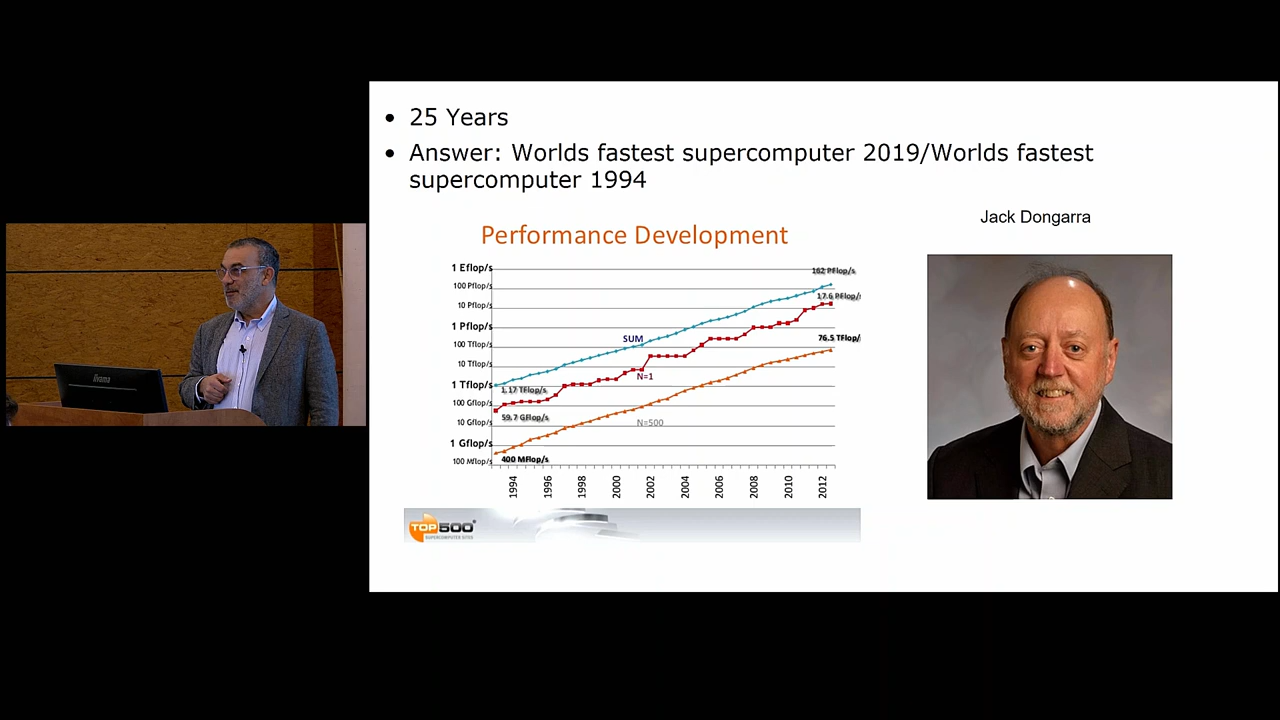 • 25 Years
• Answer: Worlds fastest supercomputer 2019/Worlds fastest
supercomputer 1994
Jack Dongarra
Performance Development
1 Eflop/s
162 PFlop/s
100 Pflop/s
17.6 PFlop/s
10 Pflop/s
1 Pflop/s
SUM
76.5 TFlop/s
100 Tflop/s
10 Tflop/s
N=1
1 Tflop/s
1.17 TFlop/s
100 Gflop/s
59.7 GFlop/s
10 Gflop/s
N=500
1 Gflop/s
400 MFlop/s
100 Mflop/s
1994 1996 1998 2000 2002 2004 2006 2008 2010 2012
TOP500
SUPERCOMPUTER SITES
iiyama